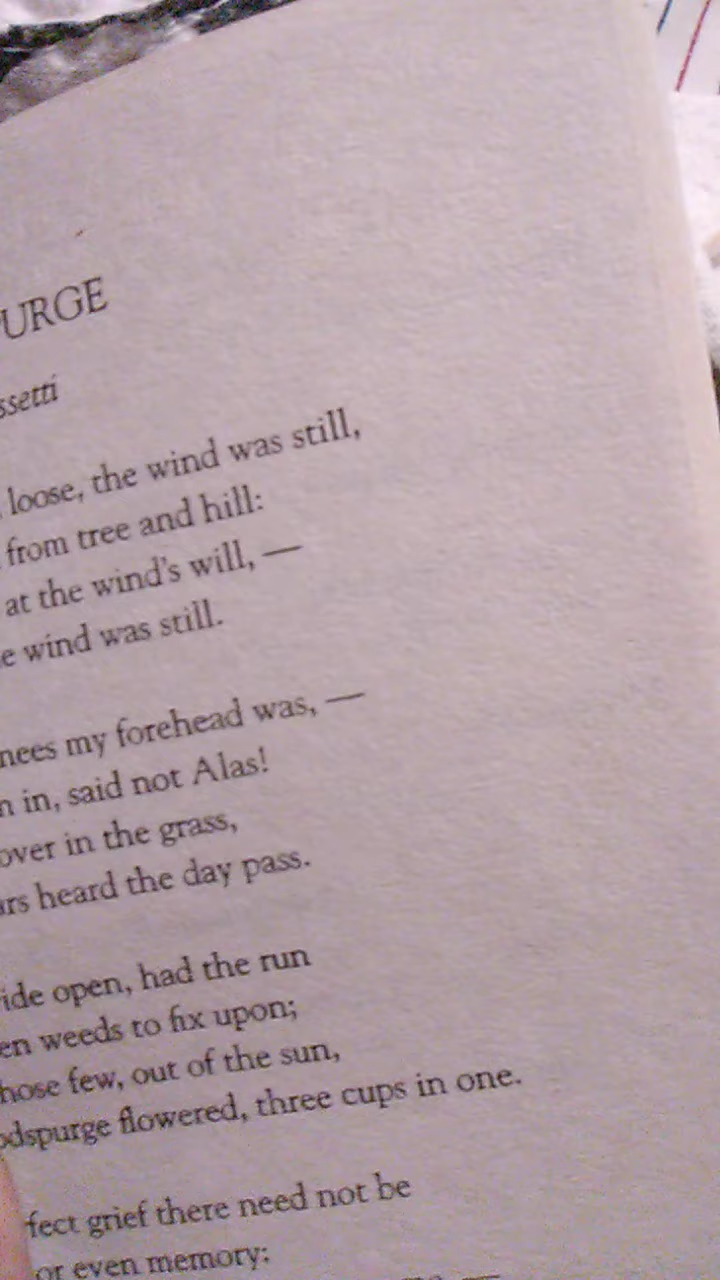 PURGE
ssetti
loose, the wind was still,
from tree and hill:
at the wind's will, —
e wind was still.
nees my forehead was, —
n in, said not Alas!
over in the grass,
ars heard the day pass.
ide open, had the run
en weeds to fix upon;
hose few, out of the sun,
odspurge flowered, three cups in one.
fect grief there need not be
or even memory: